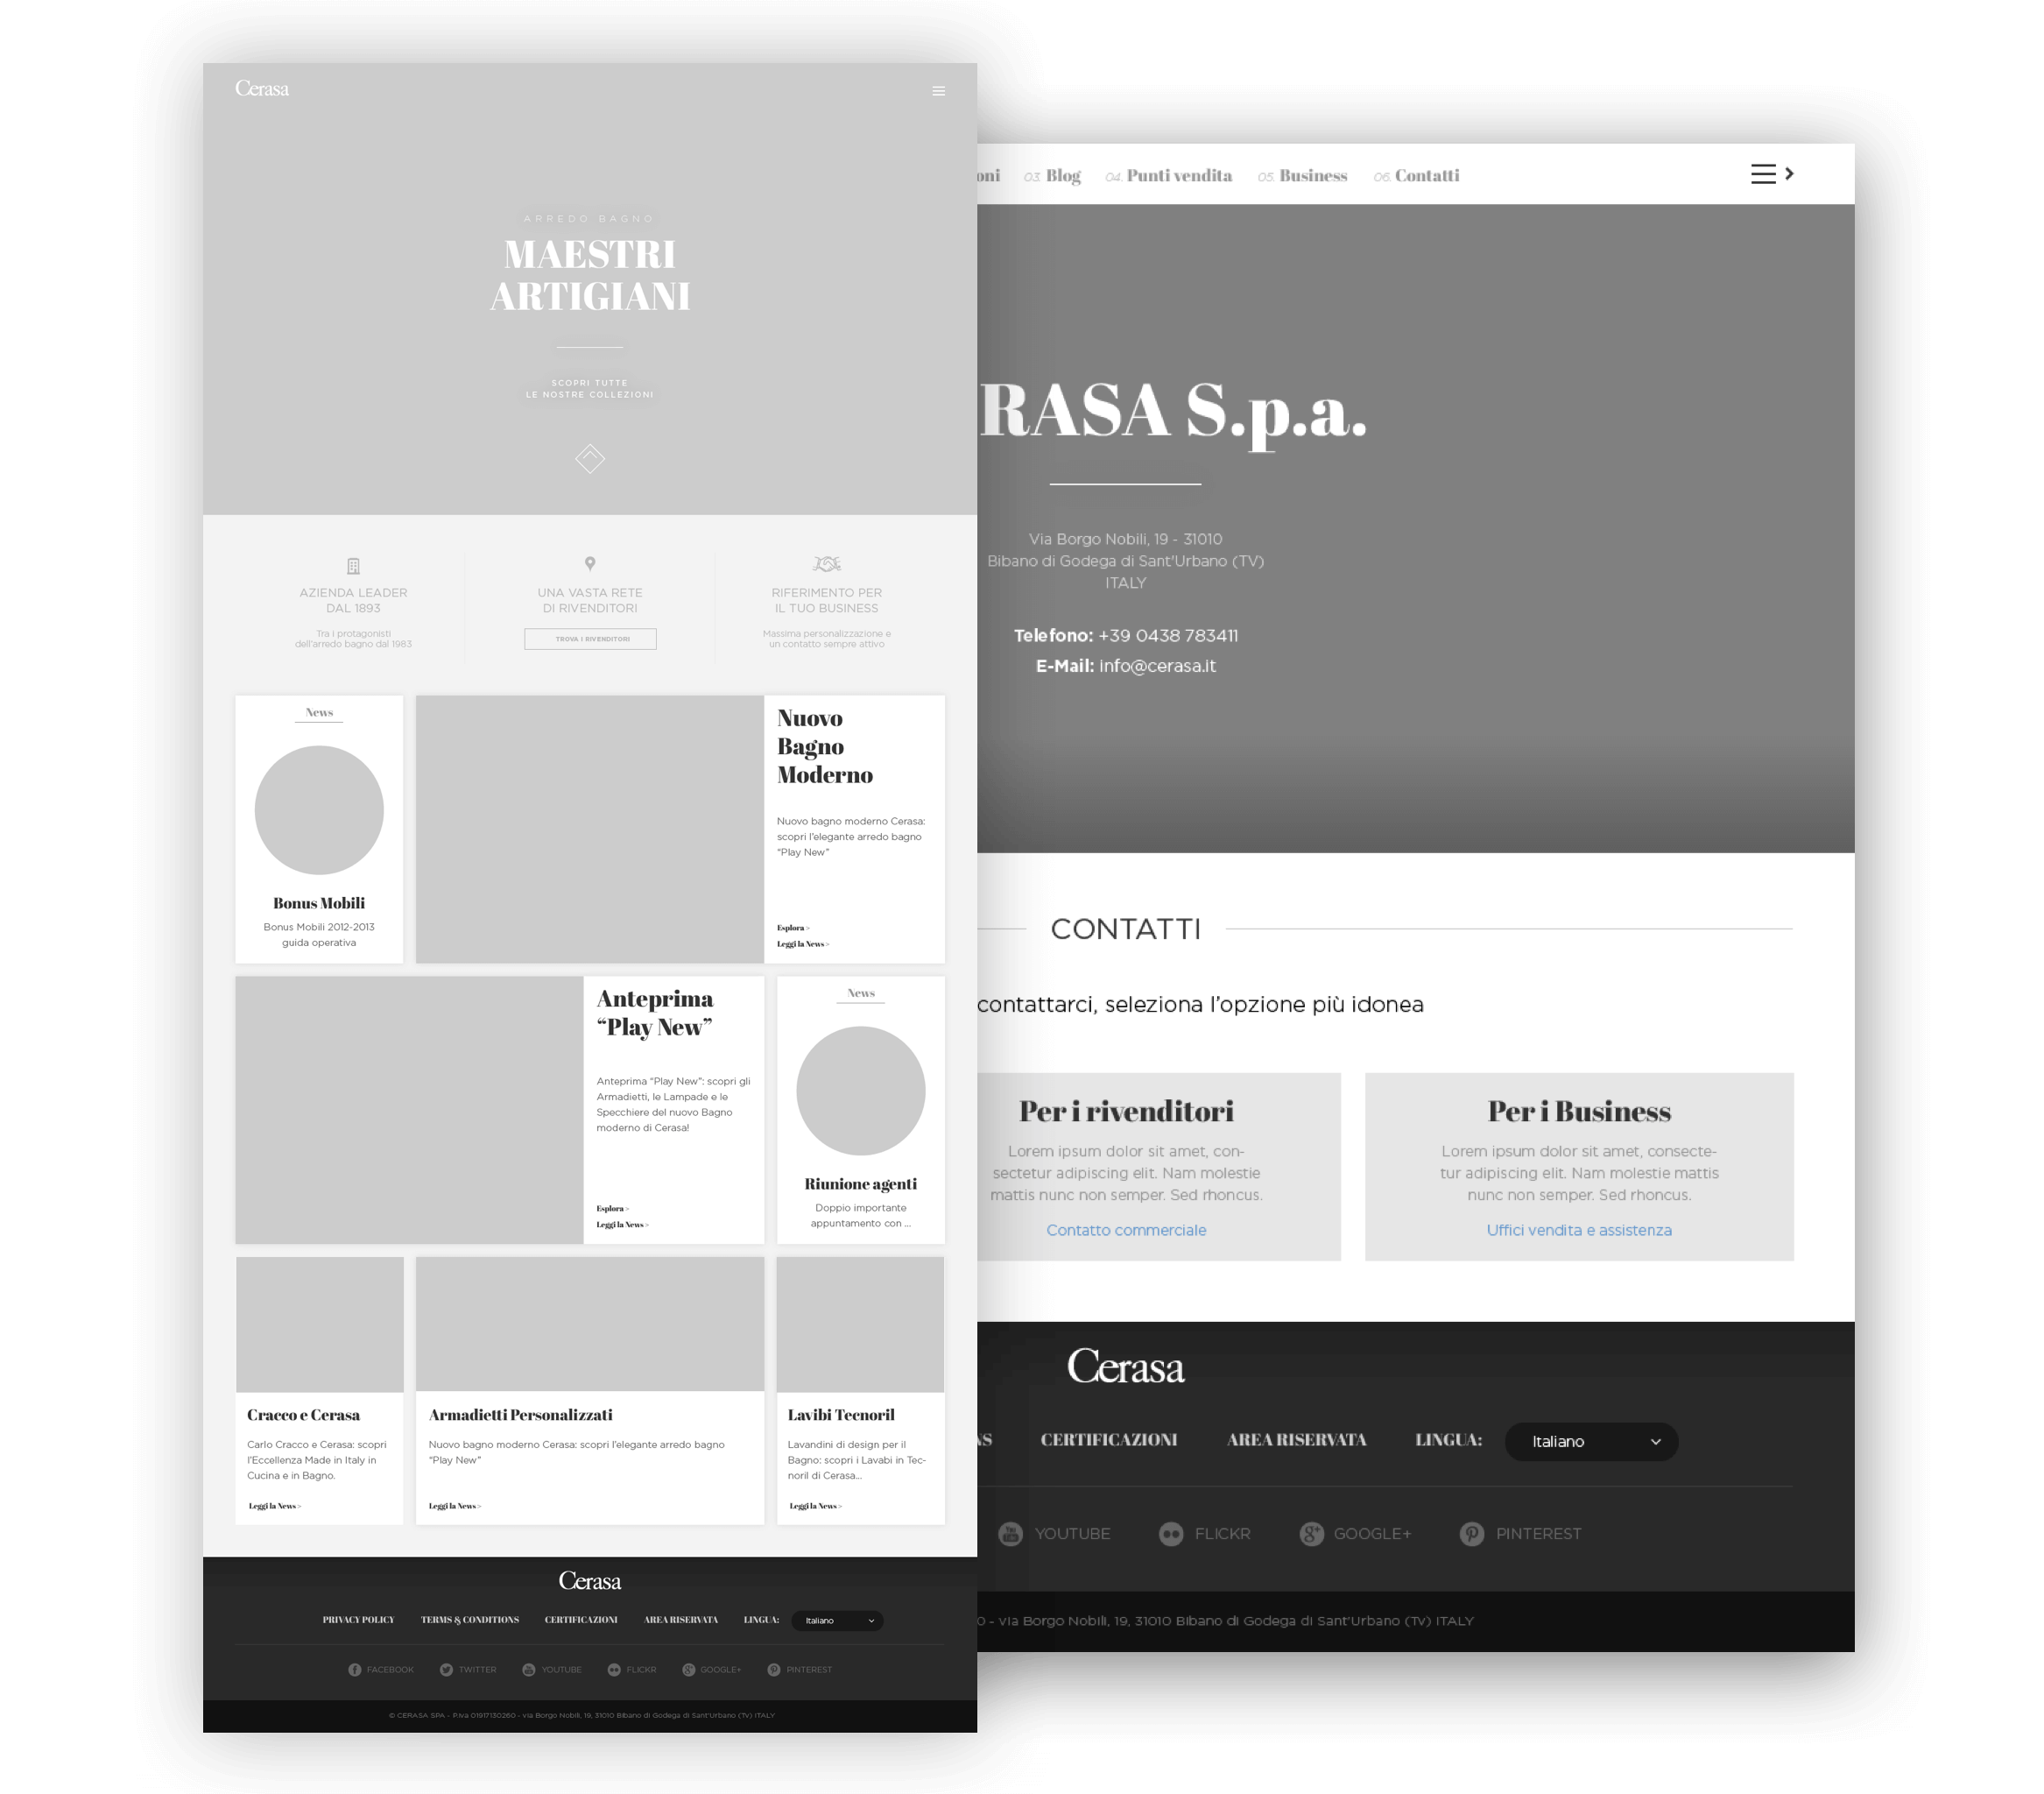 Cerasa
ARREDO BAGNO
MAESTRI
ARTIGIANI
SCOPRI TUTTE
LE NOSTRE COLLEZIONI
AZIENDA LEADER
DAL 1893
Tra i protagonisti
dell'arredo bagno dal 1983
UNA VASTA RETE
DI RIVENDITORI
TROVA I RIVENDITORI
RIFERIMENTO PER
IL TUO BUSINESS
Massima personalizzazione e
un contatto sempre attivo
News
Bonus Mobili
Bonus Mobili 2012-2013
guida operativa
Nuovo
Bagno
Moderno
Nuovo bagno moderno Cerasa:
scopri l'elegante arredo bagno
“Play New”
Esplora >
Leggi la News >
Anteprima
“Play New”
Anteprima “Play New”: scopri gli
Armadietti, le Lampade e le
Specchiere del nuovo Bagno
moderno di Cerasa!
Esplora >
Leggi la News >
News
Riunione agenti
Doppio importante
appuntamento con ...
Cracco e Cerasa
Carlo Cracco e Cerasa: scopri
l'Eccellenza Made in Italy in
Cucina e in Bagno.
Leggi la News >
Armadietti Personalizzati
Nuovo bagno moderno Cerasa: scopri l'elegante arredo bagno
“Play New”
Leggi la News >
Lavibi Tecnoril
Lavandini di design per il
Bagno: scopri i Lavabi in Tec-
noril di Cerasa...
Leggi la News >
Cerasa
PRIVACY POLICY TERMS & CONDITIONS CERTIFICAZIONI AREA RISERVATA LINGUA: Italiano
FACEBOOK TWITTER YOUTUBE FLICKR GOOGLE+ PINTEREST
© CERASA SPA - P.Iva 01917130260 - via Borgo Nobili, 19, 31010 Bibano di Godega di Sant'Urbano (Tv) ITALY
oni 03. Blog 04. Punti vendita 05. Business 06. Contatti
RASA S.p.a.
Via Borgo Nobili, 19 - 31010
Bibano di Godega di Sant'Urbano (TV)
ITALY
Telefono: +39 0438 783411
E-Mail: info@cerasa.it
CONTATTI
contattarci, seleziona l'opzione più idonea
Per i rivenditori
Lorem ipsum dolor sit amet, con-
sectetur adipiscing elit. Nam molestie
mattis nunc non semper. Sed rhoncus.
Contatto commerciale
Per i Business
Lorem ipsum dolor sit amet, consecte-
tur adipiscing elit. Nam molestie mattis
nunc non semper. Sed rhoncus.
Uffici vendita e assistenza
Cerasa
NS CERTIFICAZIONI AREA RISERVATA LINGUA: Italiano
YOUTUBE FLICKR GOOGLE+ PINTEREST
0 - via Borgo Nobili, 19, 31010 Bibano di Godega di Sant'Urbano (Tv) ITALY